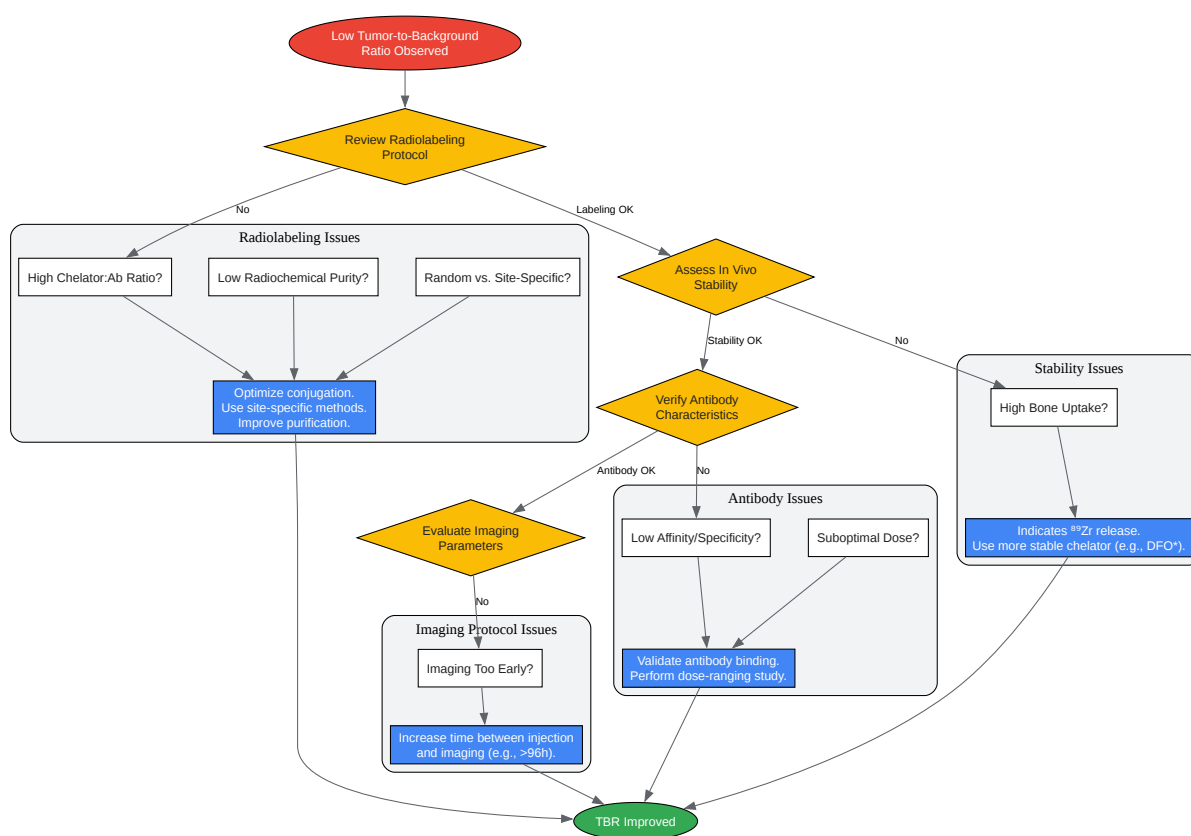 Low Tumor-to-Background
Ratio Observed
Review Radiolabeling
Protocol
No
Labeling OK
Radiolabeling Issues
High Chelator:Ab Ratio?
Low Radiochemical Purity?
Random vs. Site-Specific?
Optimize conjugation.
Use site-specific methods.
Improve purification.
Assess In Vivo
Stability
Stability OK
No
Stability Issues
High Bone Uptake?
Indicates ⁸⁹Zr release.
Use more stable chelator (e.g., DFO*).
Verify Antibody
Characteristics
Antibody OK
No
Antibody Issues
Low Affinity/Specificity?
Suboptimal Dose?
Validate antibody binding.
Perform dose-ranging study.
Evaluate Imaging
Parameters
No
Imaging Protocol Issues
Imaging Too Early?
Increase time between injection
and imaging (e.g., >96h).
TBR Improved